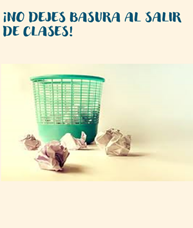 ¡NO DEJES BASURA AL SALIR
DE CLASES!